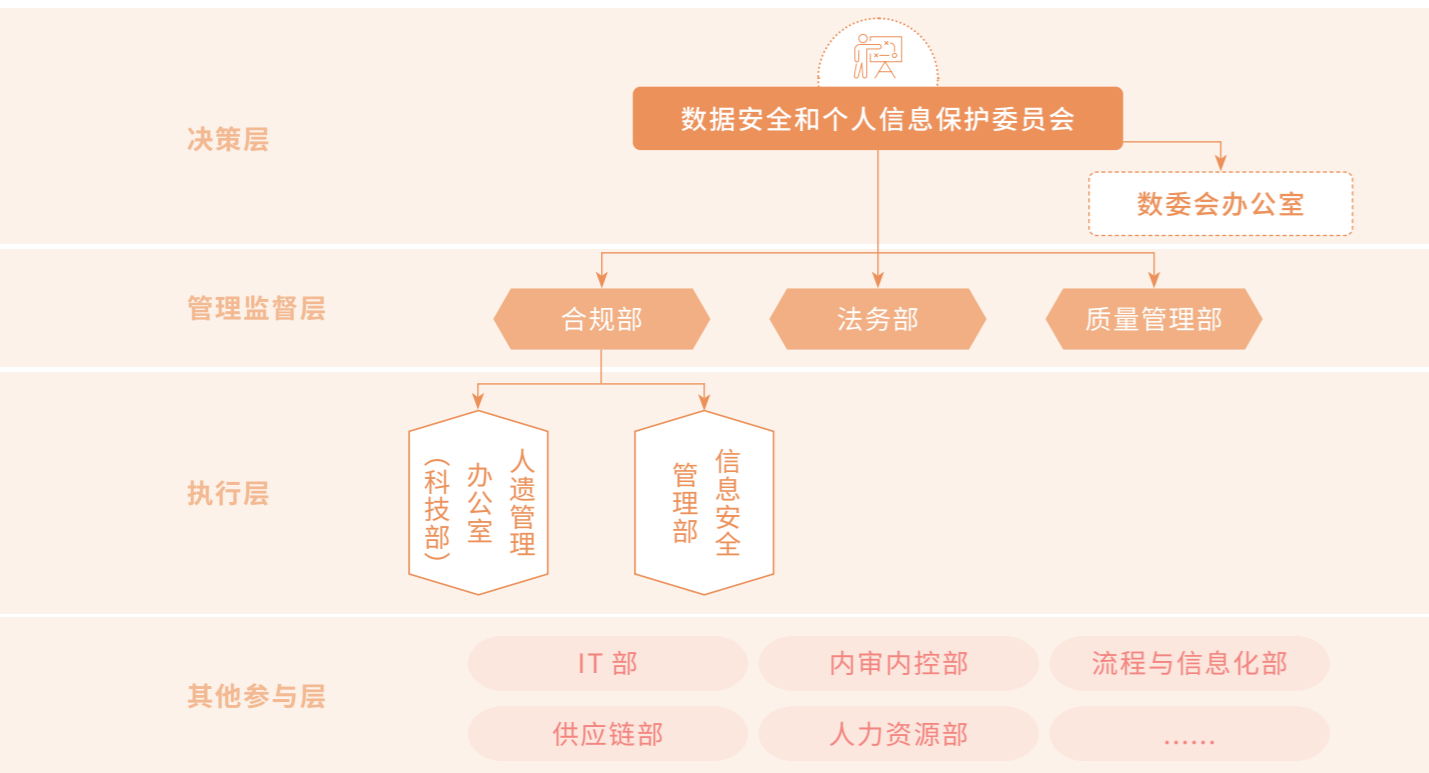 决策层
数据安全和个人信息保护委员会
数委会办公室
管理监督层
合规部
法务部
质量管理部
执行层
人遗管理
办公室
（科技部）
信息安全
管理部
其他参与层
IT 部
内审内控部
流程与信息化部
供应链部
人力资源部
......